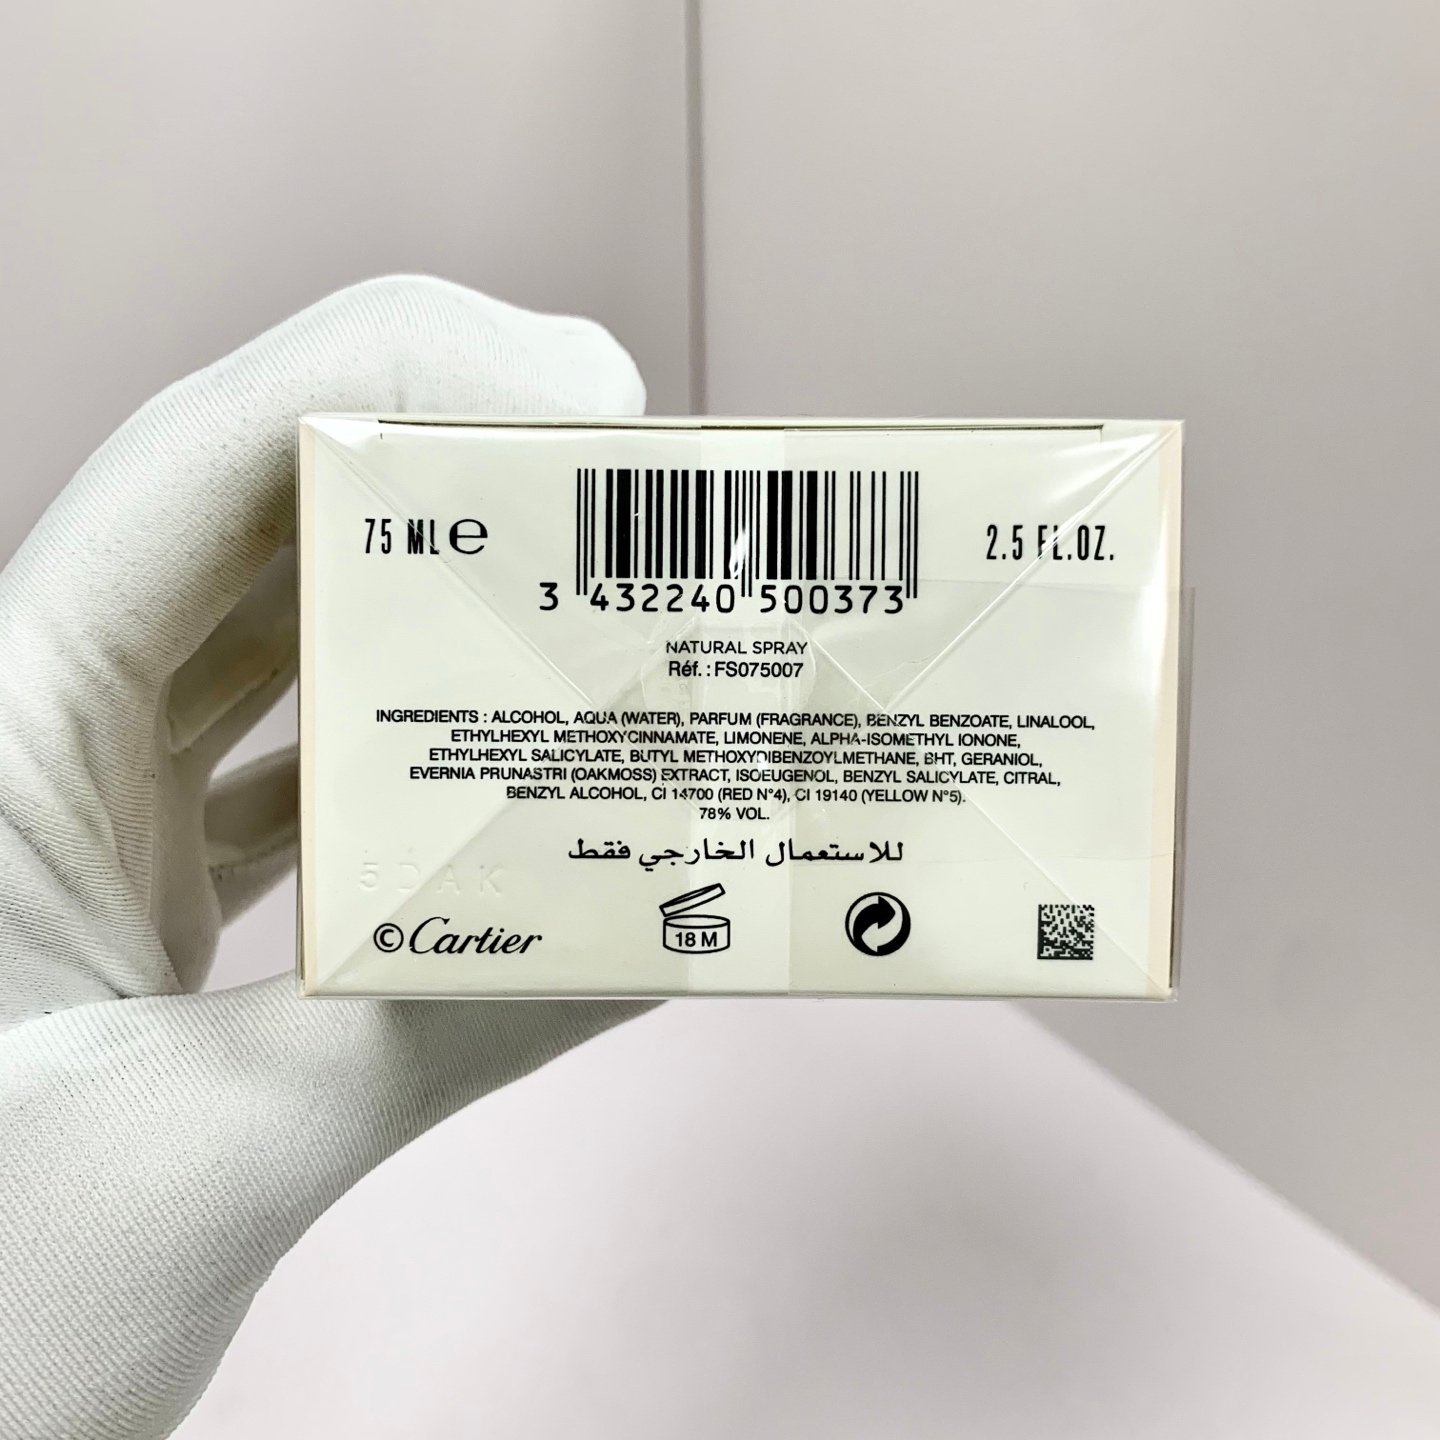 75 ML ℮
3 432240 500373
2.5 FL.OZ.
NATURAL SPRAY
Réf. : FS075007
INGREDIENTS : ALCOHOL, AQUA (WATER), PARFUM (FRAGRANCE), BENZYL BENZOATE, LINALOOL,
ETHYLHEXYL METHOXYCINNAMATE, LIMONENE, ALPHA-ISOMETHYL IONONE,
ETHYLHEXYL SALICYLATE, BUTYL METHOXYDIBENZOYLMETHANE, BHT, GERANIOL,
EVERNIA PRUNASTRI (OAKMOSS) EXTRACT, ISOEUGENOL, BENZYL SALICYLATE, CITRAL,
BENZYL ALCOHOL, CI 14700 (RED N°4), CI 19140 (YELLOW N°5).
78% VOL.
للاستعمال الخارجي فقط
© Cartier
18 M